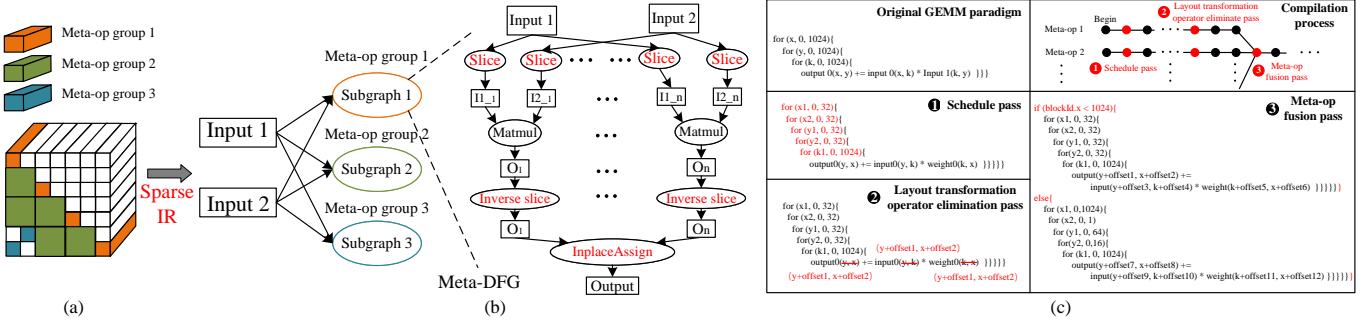 Meta-op group 1
Meta-op group 2
Meta-op group 3
Sparse
IR
(a)
Input 1
Input 2
Meta-op group 1
Subgraph 1
Meta-op group 2
Subgraph 2
Meta-op group 3
Subgraph 3
Meta-DFG
Input 1
Input 2
Slice
Slice
... ...
Slice
Slice
I1_1
I2_1
...
I1_n
I2_n
Matmul
...
Matmul
O1
...
On
Inverse slice
...
Inverse slice
O1
On
InplaceAssign
Output
(b)
Original GEMM paradigm
for (x, 0, 1024){
for (y, 0, 1024){
for (k, 0, 1024){
output 0(x, y) += input 0(x, k) * Input 1(k, y) }}}
Compilation
process
2 Layout transformation
operator eliminate pass
Begin
Meta-op 1
Meta-op 2
1 Schedule pass
3 Meta-op
fusion pass
1 Schedule pass
for (x1, 0, 32){
for (x2, 0, 32){
for (y1, 0, 32){
for(y2, 0, 32){
for (k1, 0, 1024){
output0(y, x) += input0(y, k) * weight0(k, x) }}}}}
2 Layout transformation
operator elimination pass
for (x1, 0, 32){
for (x2, 0, 32){
for (y1, 0, 32){
for(y2, 0, 32){
for (k1, 0, 1024){
(y+offset1, x+offset2)
output0(y, x) += input0(y, k) * weight0(k, x) }}}}}
(y+offset1, x+offset2)
(y+offset1, x+offset2)
3 Meta-op
fusion pass
if (blockId.x < 1024){
for (x1, 0, 32){
for (x2, 0, 32){
for (y1, 0, 32){
for(y2, 0, 32){
for (k1, 0, 1024){
output(y+offset1, x+offset2) +=
input(y+offset3, k+offset4) * weight(k+offset5, x+offset6) }}}}}}
else{
for (x1, 0,1024){
for (x2, 0, 1)
for (y1, 0, 64){
for(y2, 0,16){
for (k1, 0, 1024){
output(y+offset7, x+offset8) +=
input(y+offset9, k+offset10) * weight(k+offset11, x+offset12) }}}}}}
(c)